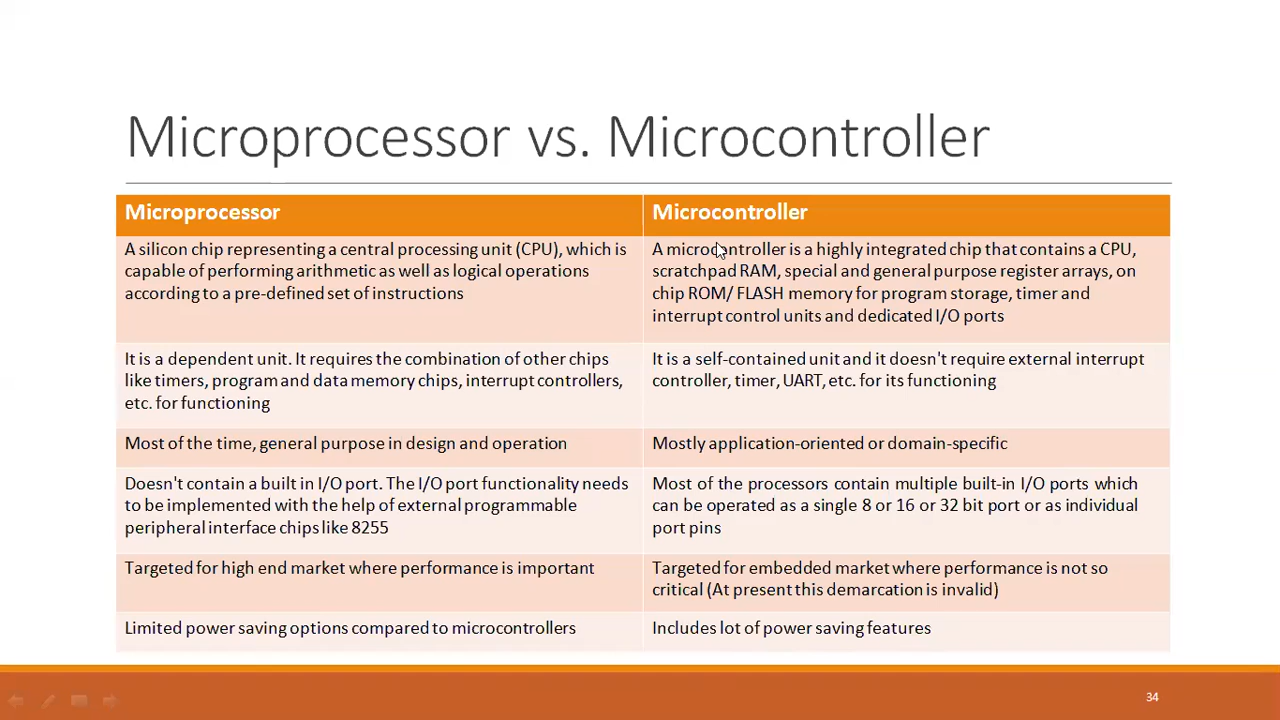 Microprocessor vs. Microcontroller
Microprocessor
Microcontroller
A silicon chip representing a central processing unit (CPU), which is
capable of performing arithmetic as well as logical operations
according to a pre-defined set of instructions
A microcontroller is a highly integrated chip that contains a CPU,
scratchpad RAM, special and general purpose register arrays, on
chip ROM/ FLASH memory for program storage, timer and
interrupt control units and dedicated I/O ports
It is a dependent unit. It requires the combination of other chips
like timers, program and data memory chips, interrupt controllers,
etc. for functioning
It is a self-contained unit and it doesn't require external interrupt
controller, timer, UART, etc. for its functioning
Most of the time, general purpose in design and operation
Mostly application-oriented or domain-specific
Doesn't contain a built in I/O port. The I/O port functionality needs
to be implemented with the help of external programmable
peripheral interface chips like 8255
Most of the processors contain multiple built-in I/O ports which
can be operated as a single 8 or 16 or 32 bit port or as individual
port pins
Targeted for high end market where performance is important
Targeted for embedded market where performance is not so
critical (At present this demarcation is invalid)
Limited power saving options compared to microcontrollers
Includes lot of power saving features
34